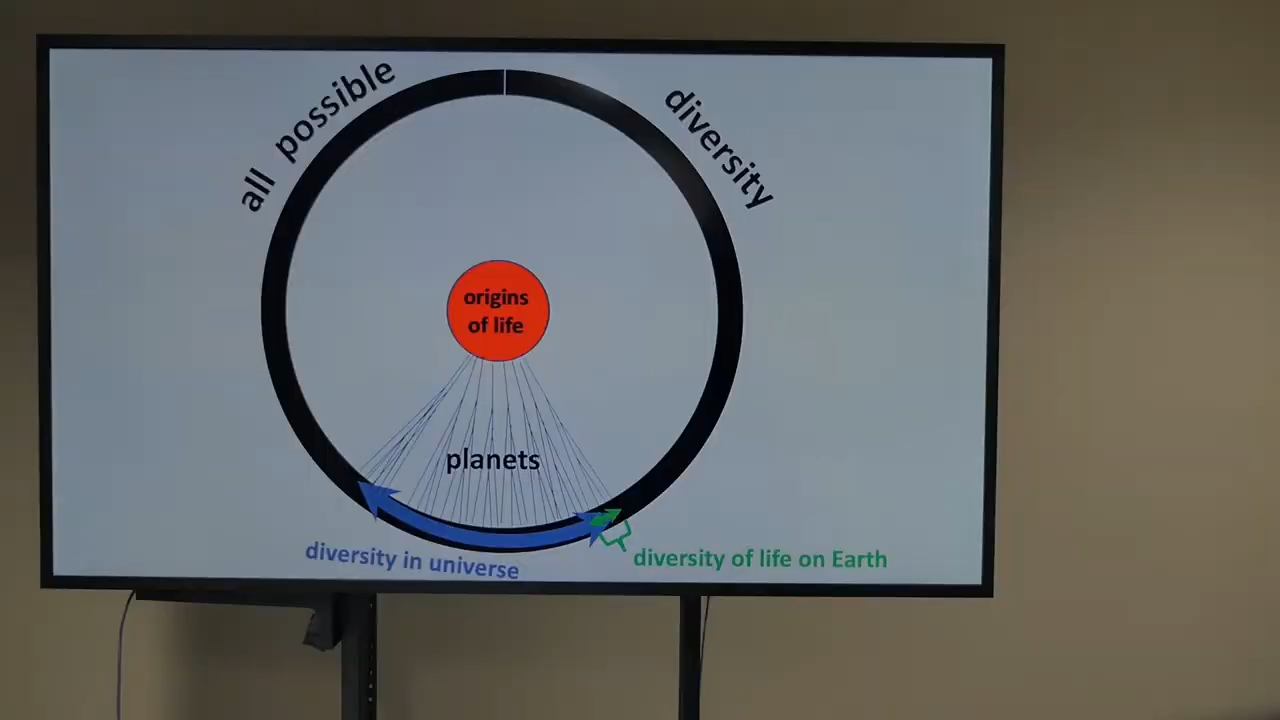 all possible
diversity
origins
of life
planets
diversity in universe
diversity of life on Earth